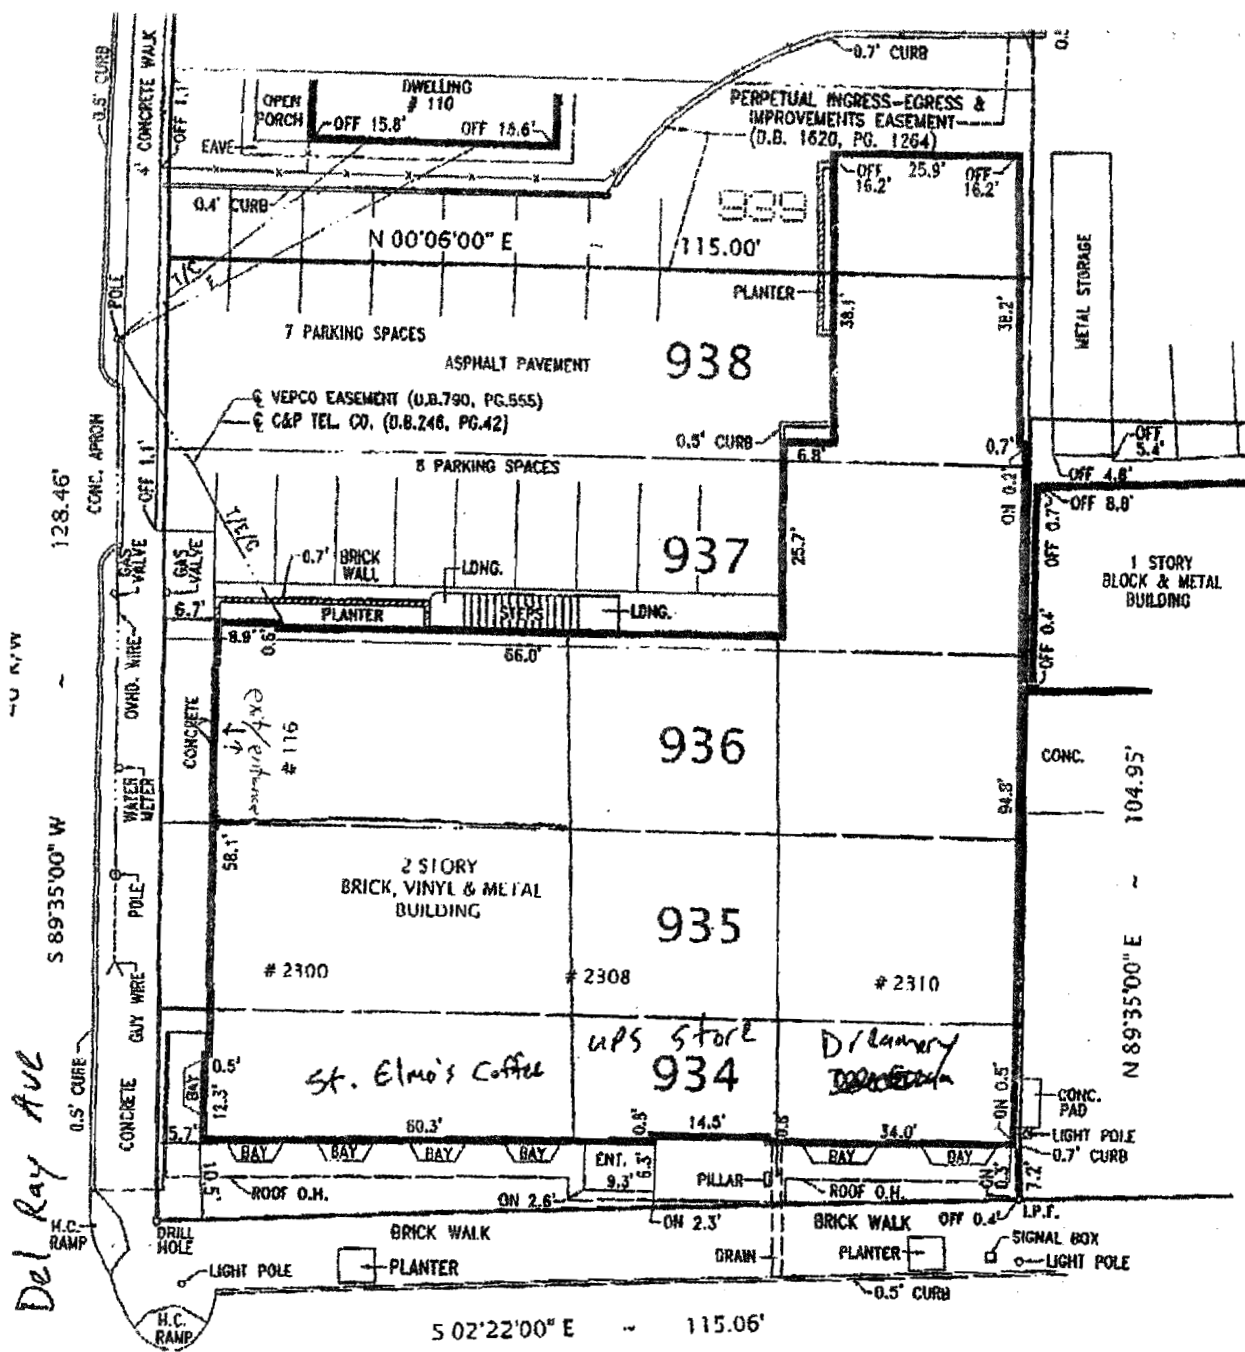 0.5' CURB
4' CONCRETE WALK
OFF 1.1'
OPEN
PORCH
DWELLING
# 110
OFF 15.8'
EAVE
0.7' CURB
PERPETUAL INGRESS-EGRESS &
IMPROVEMENTS EASEMENT
(D.B. 1620, PG. 1264)
OFF
16.2'
25.9'
OFF
16.2'
0.4' CURB
939
N 00°06'00" E ~ 115.00'
T/C
E
POLE
PLANTER
38.1'
38.2'
METAL STORAGE
7 PARKING SPACES
938
ASPHALT PAVEMENT
VEPCO EASEMENT (D.B.790, PG.555)
C&P TEL. CO. (D.B.246, PG.42)
0.5' CURB
6.8'
0.7'
OFF
5.4'
OFF 4.8'
OFF 8.8'
CONC. APRON
OFF 1.1'
8 PARKING SPACES
128.46'
T/E/C
937
25.7'
ON 0.2'
OFF 0.7'
1 STORY
BLOCK & METAL
BUILDING
GAS
VALVE
GAS
VALVE
0.7' BRICK
WALL
LDNG.
6.7'
PLANTER
STEPS
LDNG.
OFF 0.4'
8.9'
0.6'
66.0'
OVHD. WIRE
CONCRETE
exit/entrance
# 116
936
CONC.
WATER
METER
94.8'
104.95'
58.1'
2 STORY
BRICK, VINYL & METAL
BUILDING
POLE
935
S 89°35'00" W ~
N 89°35'00" E ~
# 2300
# 2308
# 2310
GUY WIRE
UPS Store
Dreamery
St. Elmo's Coffee
934
0.5' CURB
CONCRETE
BAY
0.5'
12.3'
ON 0.5'
CONC.
PAD
LIGHT POLE
0.7' CURB
5.7'
60.3'
14.5'
34.0'
BAY
BAY
BAY
BAY
ENT.
9.3'
6.3'
PILLAR
BAY
BAY
ON 0.3'
7.2'
10.5'
ROOF O.H.
ON 2.6'
ROOF O.H.
Del Ray Ave
H.C.
RAMP
DRILL
HOLE
BRICK WALK
ON 2.3'
BRICK WALK
OFF 0.4'
I.P.F.
LIGHT POLE
PLANTER
DRAIN
PLANTER
SIGNAL BOX
LIGHT POLE
0.5' CURB
H.C.
RAMP
S 02°22'00" E ~ 115.06'